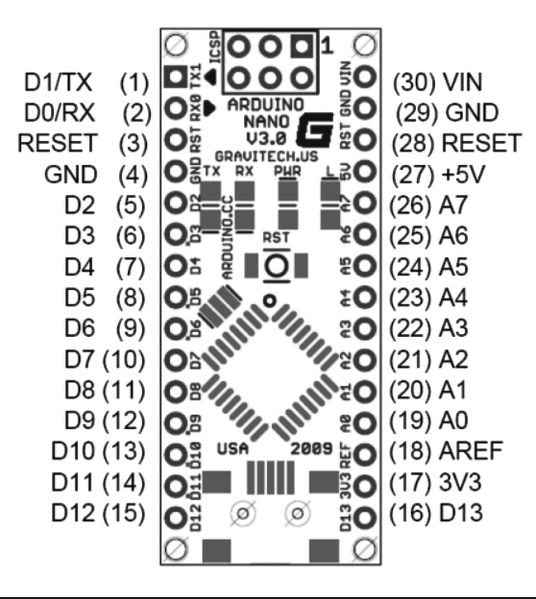 D1/TX (1)
D0/RX (2)
RESET (3)
GND (4)
D2 (5)
D3 (6)
D4 (7)
D5 (8)
D6 (9)
D7 (10)
D8 (11)
D9 (12)
D10 (13)
D11 (14)
D12 (15)
ICSP
1
TX1
RX0
RST
GND
D2
D3
D4
D5
D6
D7
D8
D9
D10
D11
D12
ARDUINO
NANO
V3.0
G
GRAVITECH.US
TX RX PWR L
ARDUINO.CC
RST
USA 2009
VIN
GND
RST
5V
A7
A6
A5
A4
A3
A2
A1
A0
REF
3V3
D13
(30) VIN
(29) GND
(28) RESET
(27) +5V
(26) A7
(25) A6
(24) A5
(23) A4
(22) A3
(21) A2
(20) A1
(19) A0
(18) AREF
(17) 3V3
(16) D13